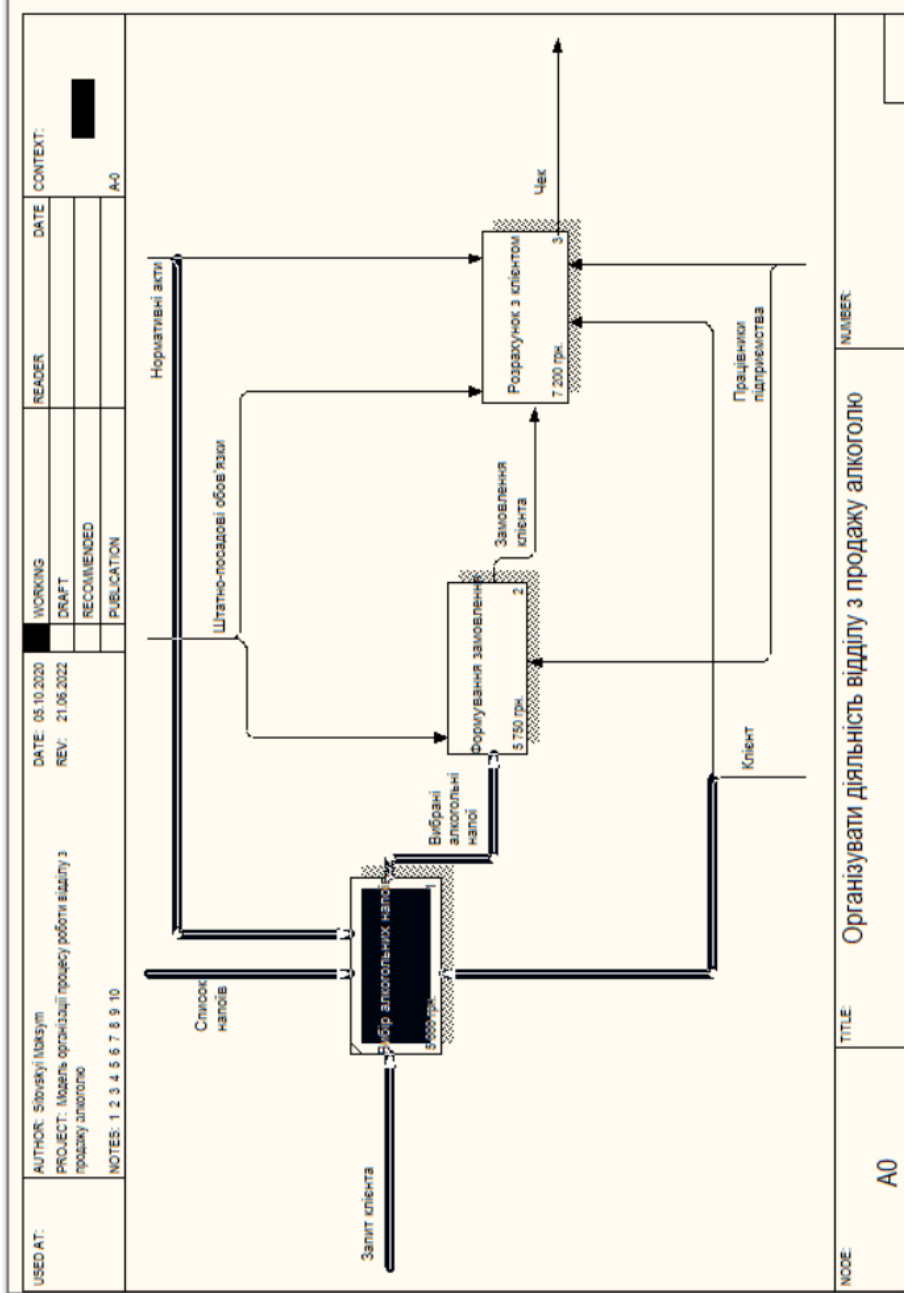 USED AT:
AUTHOR: Sitovskyi Maksym
PROJECT: Модель організації процесу роботи відділу з
продажу алкоголю
NOTES: 1 2 3 4 5 6 7 8 9 10
DATE: 05.10.2020
REV: 21.06.2022
WORKING
DRAFT
RECOMMENDED
PUBLICATION
READER
DATE
CONTEXT:
A-0
Нормативні акти
Штатно-посадові обов'язки
Список
напоїв
Запит клієнта
Вибір алкогольних напоїв
1
грн.
Вибрані
алкогольні
напої
Формування замовлення
5 750 грн.
2
Замовлення
клієнта
Розрахунок з клієнтом
7 200 грн.
3
Чек
Клієнт
Працівники
підприємства
NODE:
A0
TITLE:
Організувати діяльність відділу з продажу алкоголю
NUMBER: